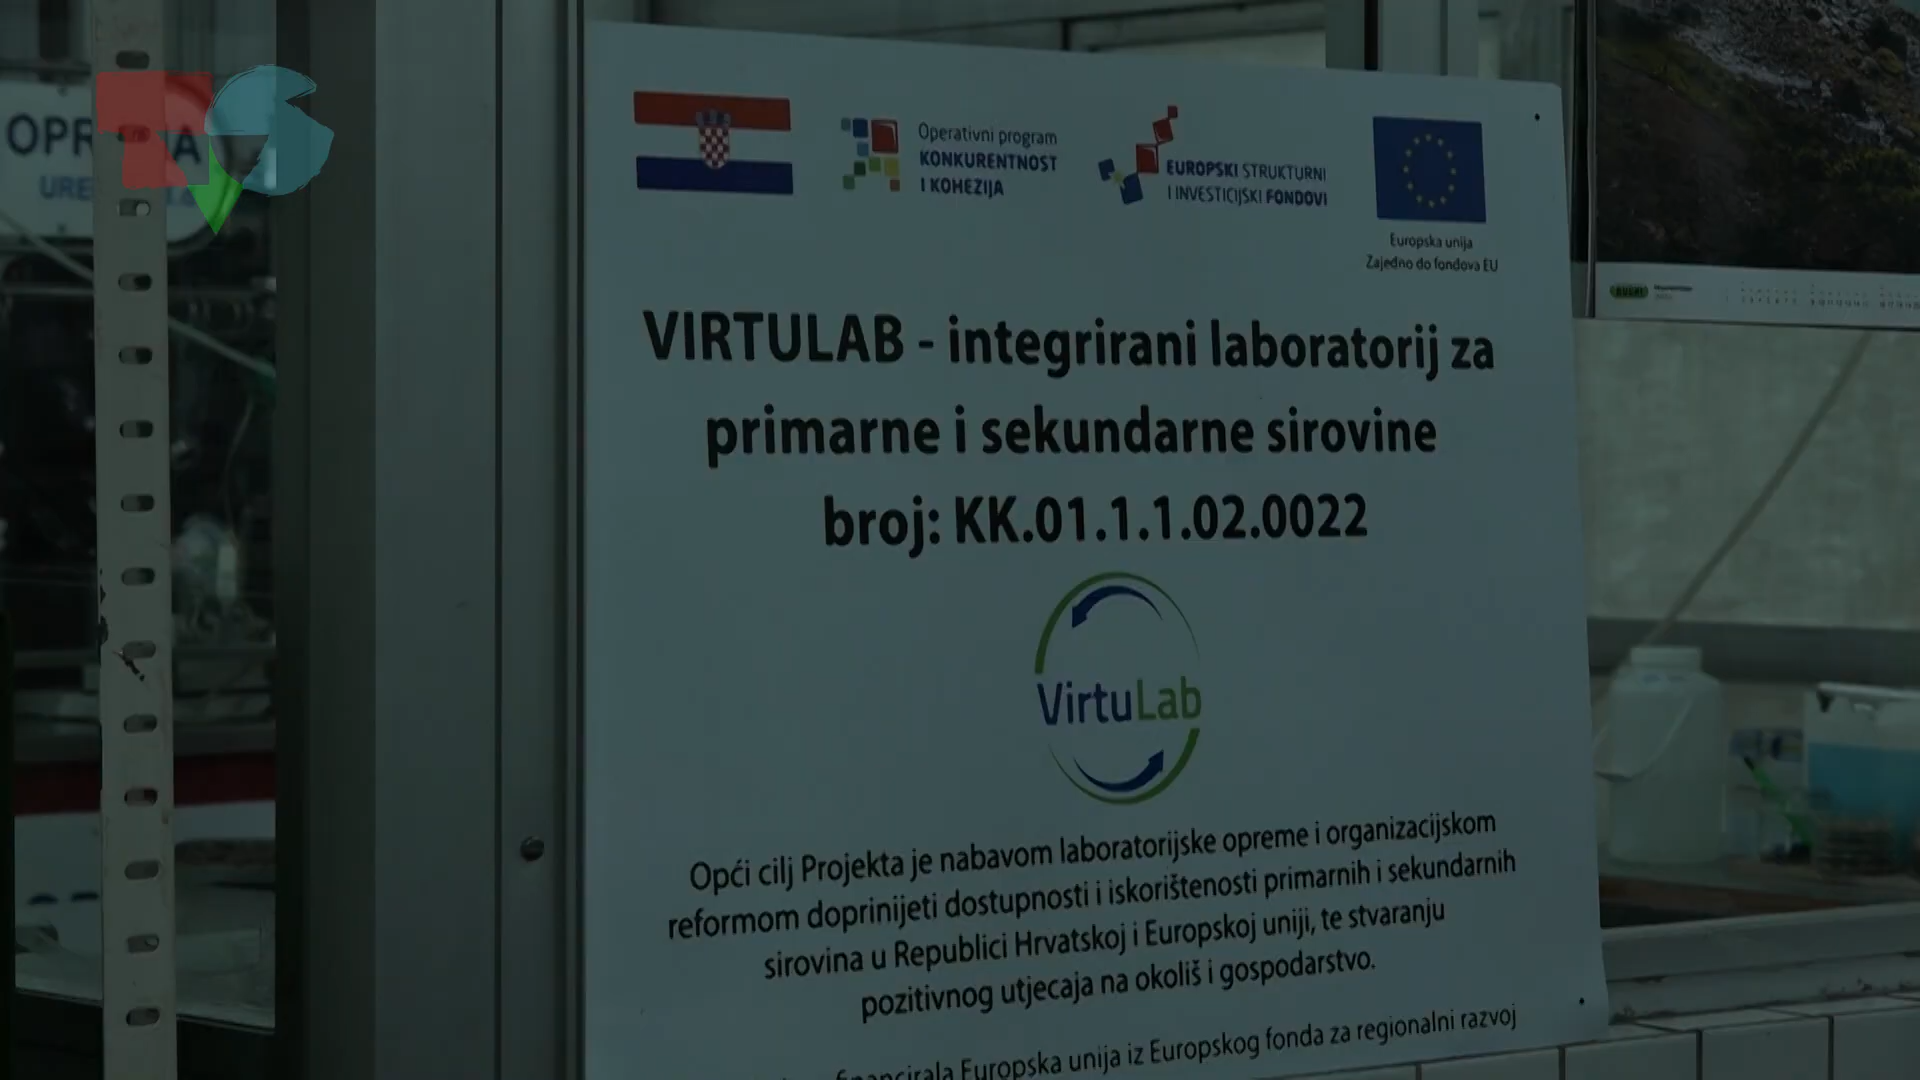 Operativni program
KONKURENTNOST
I KOHEZIJA
EUROPSKI STRUKTURNI
I INVESTICIJSKI FONDOVI
Europska unija
Zajedno do fondova EU
VIRTULAB - integrirani laboratorij za
primarne i sekundarne sirovine
broj: KK.01.1.1.02.0022
VirtuLab
Opći cilj Projekta je nabavom laboratorijske opreme i organizacijskom
reformom doprinijeti dostupnosti i iskorištenosti primarnih i sekundarnih
sirovina u Republici Hrvatskoj i Europskoj uniji, te stvaranju
pozitivnog utjecaja na okoliš i gospodarstvo.
Europska unija iz Europskog fonda za regionalni razvoj